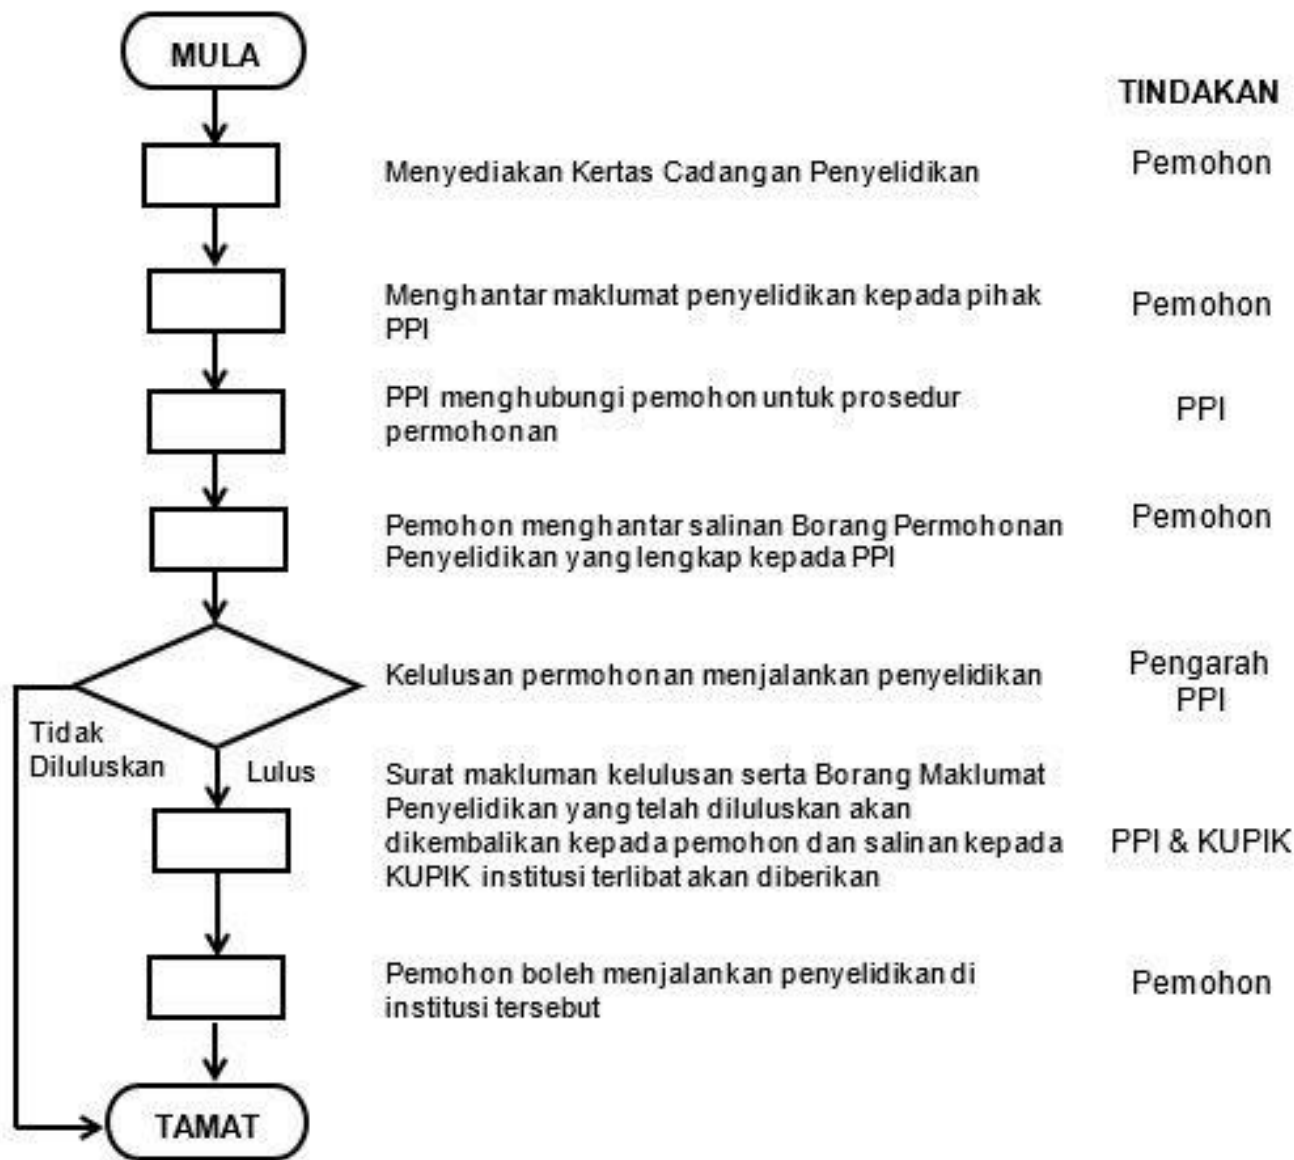 MULA
TINDAKAN
Menyediakan Kertas Cadangan Penyelidikan
Pemohon
Menghantar maklumat penyelidikan kepada pihak
PPI
Pemohon
PPI menghubungi pemohon untuk prosedur
permohonan
PPI
Pemohon menghantar salinan Borang Permohonan
Penyelidikan yang lengkap kepada PPI
Pemohon
Kelulusan permohonan menjalankan penyelidikan
Pengarah
PPI
Tidak
Diluluskan
Lulus
Surat makluman kelulusan serta Borang Maklumat
Penyelidikan yang telah diluluskan akan
dikembalikan kepada pemohon dan salinan kepada
KUPIK institusi terlibat akan diberikan
PPI & KUPIK
Pemohon boleh menjalankan penyelidikan di
institusi tersebut
Pemohon
TAMAT